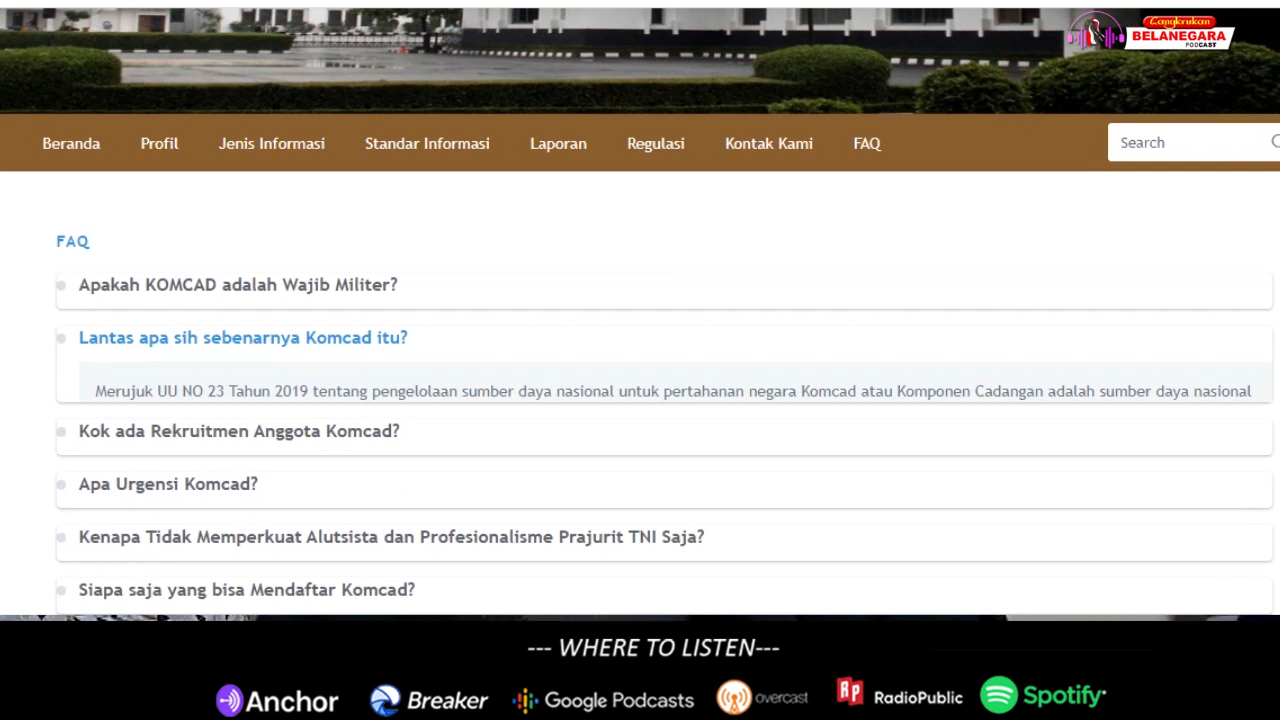 Cangkrukan
BELANEGARA
PODCAST
Beranda Profil Jenis Informasi Standar Informasi Laporan Regulasi Kontak Kami FAQ Search
FAQ
Apakah KOMCAD adalah Wajib Militer?
Lantas apa sih sebenarnya Komcad itu?
Merujuk UU NO 23 Tahun 2019 tentang pengelolaan sumber daya nasional untuk pertahanan negara Komcad atau Komponen Cadangan adalah sumber daya nasional
Kok ada Rekruitmen Anggota Komcad?
Apa Urgensi Komcad?
Kenapa Tidak Memperkuat Alutsista dan Profesionalisme Prajurit TNI Saja?
Siapa saja yang bisa Mendaftar Komcad?
--- WHERE TO LISTEN---
Anchor Breaker Google Podcasts overcast RP RadioPublic Spotify